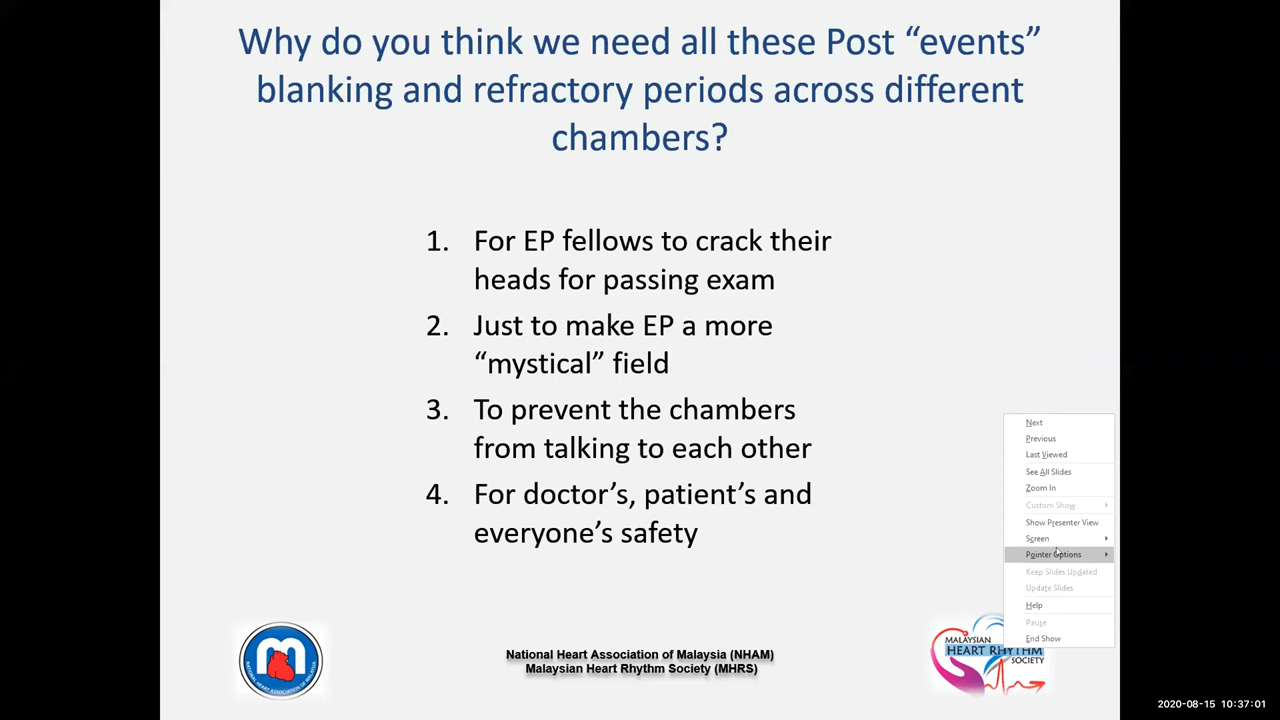 Why do you think we need all these Post “events”
blanking and refractory periods across different
chambers?
1. For EP fellows to crack their
heads for passing exam
2. Just to make EP a more
“mystical” field
3. To prevent the chambers
from talking to each other
4. For doctor’s, patient’s and
everyone’s safety
Next
Previous
Last Viewed
See All Slides
Zoom In
Custom Show
Show Presenter View
Screen
Pointer Options
Keep Slides Updated
Update Slides
Help
Pause
End Show
NATIONAL HEART ASSOCIATION OF MALAYSIA
National Heart Association of Malaysia (NHAM)
Malaysian Heart Rhythm Society (MHRS)
MALAYSIAN
HEART RHYTHM
SOCIETY
2020-08-15 10:37:01